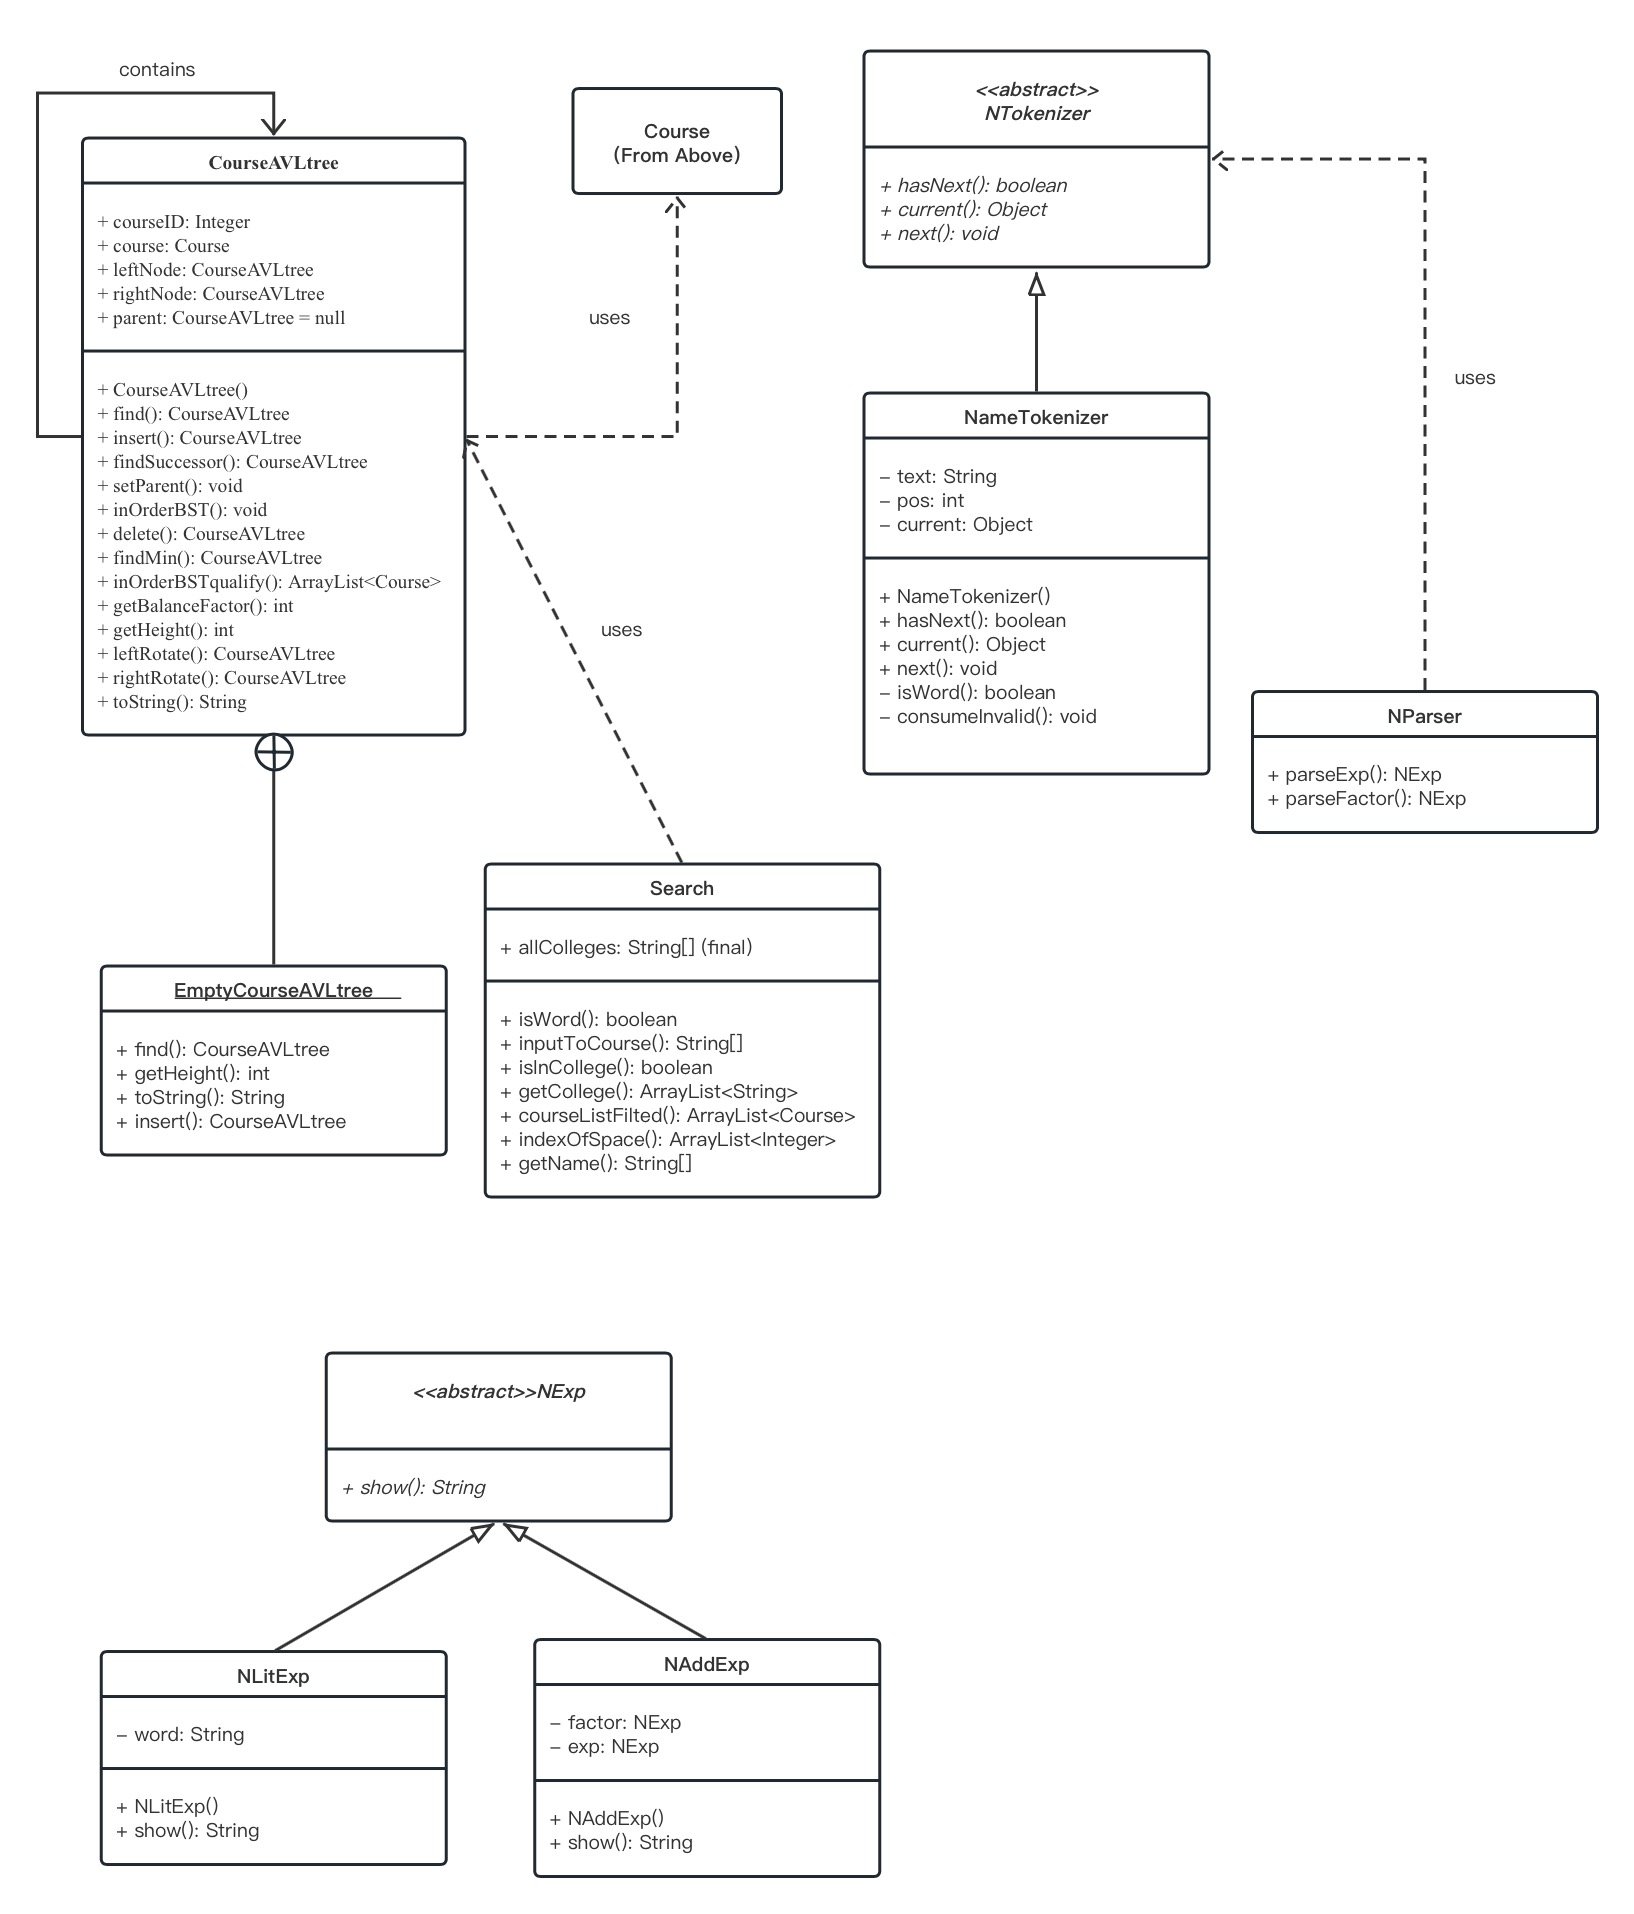 contains
CourseAVLtree
+ courseID: Integer
+ course: Course
+ leftNode: CourseAVLtree
+ rightNode: CourseAVLtree
+ parent: CourseAVLtree = null
+ CourseAVLtree()
+ find(): CourseAVLtree
+ insert(): CourseAVLtree
+ findSuccessor(): CourseAVLtree
+ setParent(): void
+ inOrderBST(): void
+ delete(): CourseAVLtree
+ findMin(): CourseAVLtree
+ inOrderBSTqualify(): ArrayList<Course>
+ getBalanceFactor(): int
+ getHeight(): int
+ leftRotate(): CourseAVLtree
+ rightRotate(): CourseAVLtree
+ toString(): String
Course
(From Above)
uses
uses
<<abstract>>
NTokenizer
+ hasNext(): boolean
+ current(): Object
+ next(): void
NameTokenizer
– text: String
– pos: int
– current: Object
+ NameTokenizer()
+ hasNext(): boolean
+ current(): Object
+ next(): void
– isWord(): boolean
– consumeInvalid(): void
uses
NParser
+ parseExp(): NExp
+ parseFactor(): NExp
EmptyCourseAVLtree
+ find(): CourseAVLtree
+ getHeight(): int
+ toString(): String
+ insert(): CourseAVLtree
Search
+ allColleges: String[] (final)
+ isWord(): boolean
+ inputToCourse(): String[]
+ isInCollege(): boolean
+ getCollege(): ArrayList<String>
+ courseListFilted(): ArrayList<Course>
+ indexOfSpace(): ArrayList<Integer>
+ getName(): String[]
<<abstract>>NExp
+ show(): String
NLitExp
– word: String
+ NLitExp()
+ show(): String
NAddExp
– factor: NExp
– exp: NExp
+ NAddExp()
+ show(): String